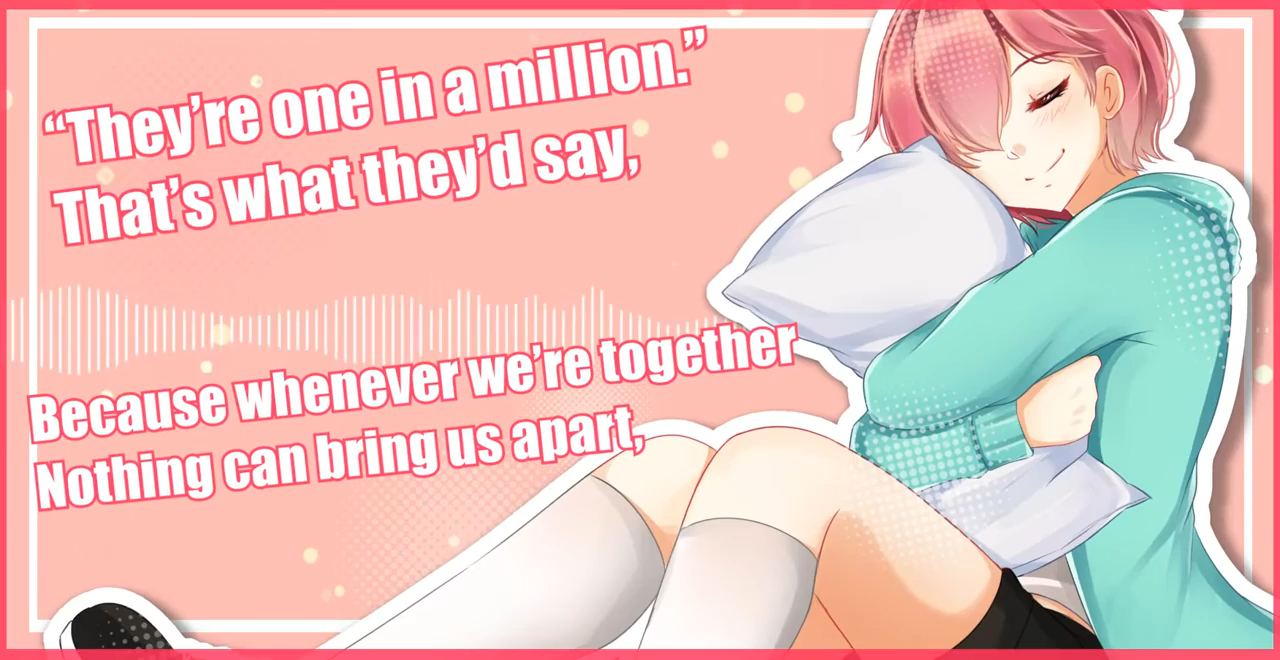 “They’re one in a million.”
That’s what they’d say,
Because whenever we’re together
Nothing can bring us apart,